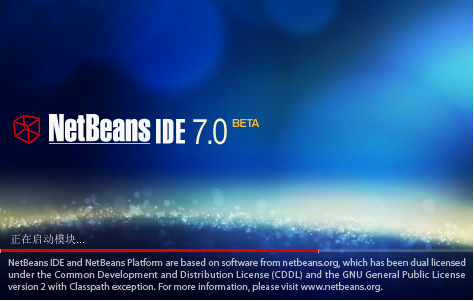 NetBeans IDE 7.0 BETA
正在启动模块...
NetBeans IDE and NetBeans Platform are based on software from netbeans.org, which has been dual licensed
under the Common Development and Distribution License (CDDL) and the GNU General Public License
version 2 with Classpath exception. For more information, please visit www.netbeans.org.